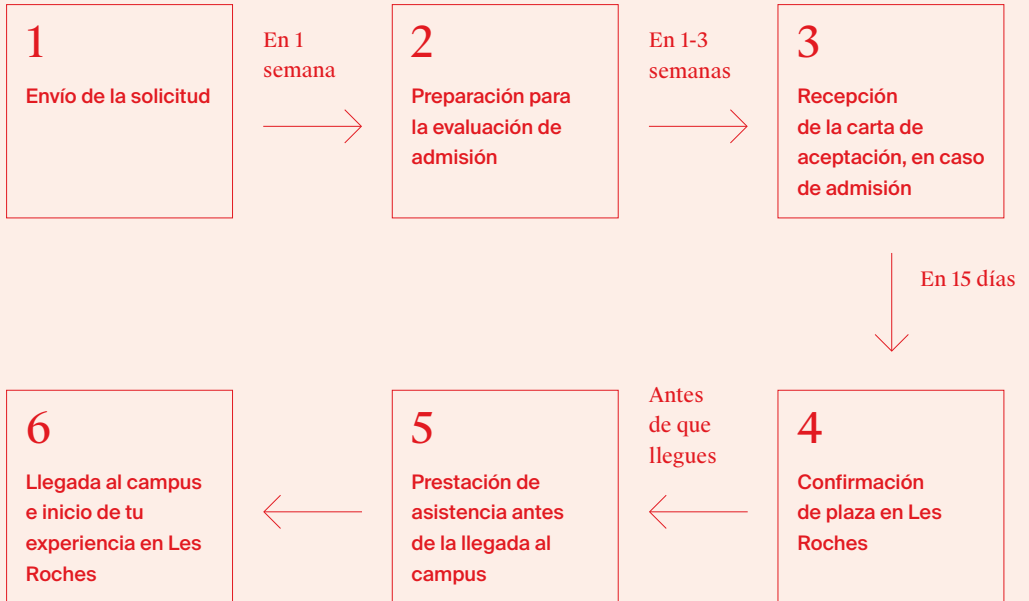 1
Envío de la solicitud
En 1
semana
2
Preparación para
la evaluación de
admisión
En 1-3
semanas
3
Recepción
de la carta de
aceptación, en caso
de admisión
En 15 días
4
Confirmación
de plaza en Les
Roches
Antes
de que
llegues
5
Prestación de
asistencia antes
de la llegada al
campus
6
Llegada al campus
e inicio de tu
experiencia en Les
Roches